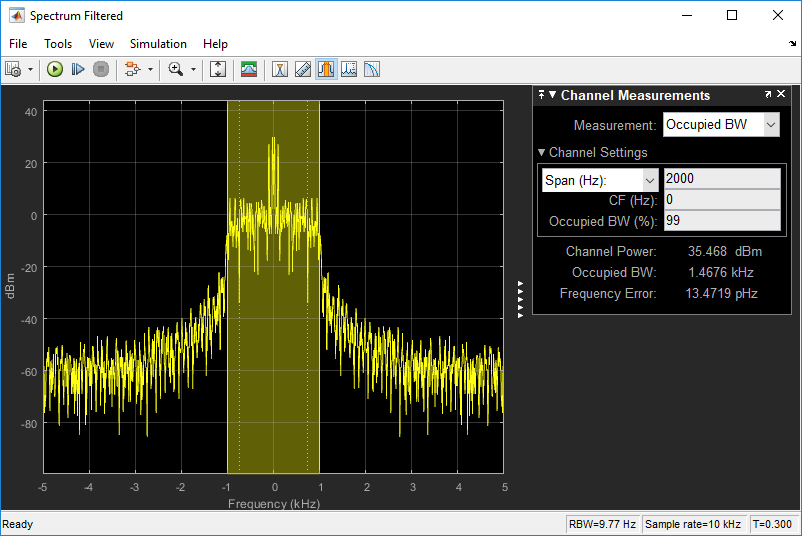 Spectrum Filtered
File Tools View Simulation Help
Channel Measurements
Measurement: Occupied BW
Channel Settings
Span (Hz): 2000
CF (Hz): 0
Occupied BW (%): 99
Channel Power: 35.468 dBm
Occupied BW: 1.4676 kHz
Frequency Error: 13.4719 pHz
40
20
0
-20
-40
-60
-80
dBm
-5 -4 -3 -2 -1 0 1 2 3 4 5
Frequency (kHz)
Ready RBW=9.77 Hz Sample rate=10 kHz T=0.300